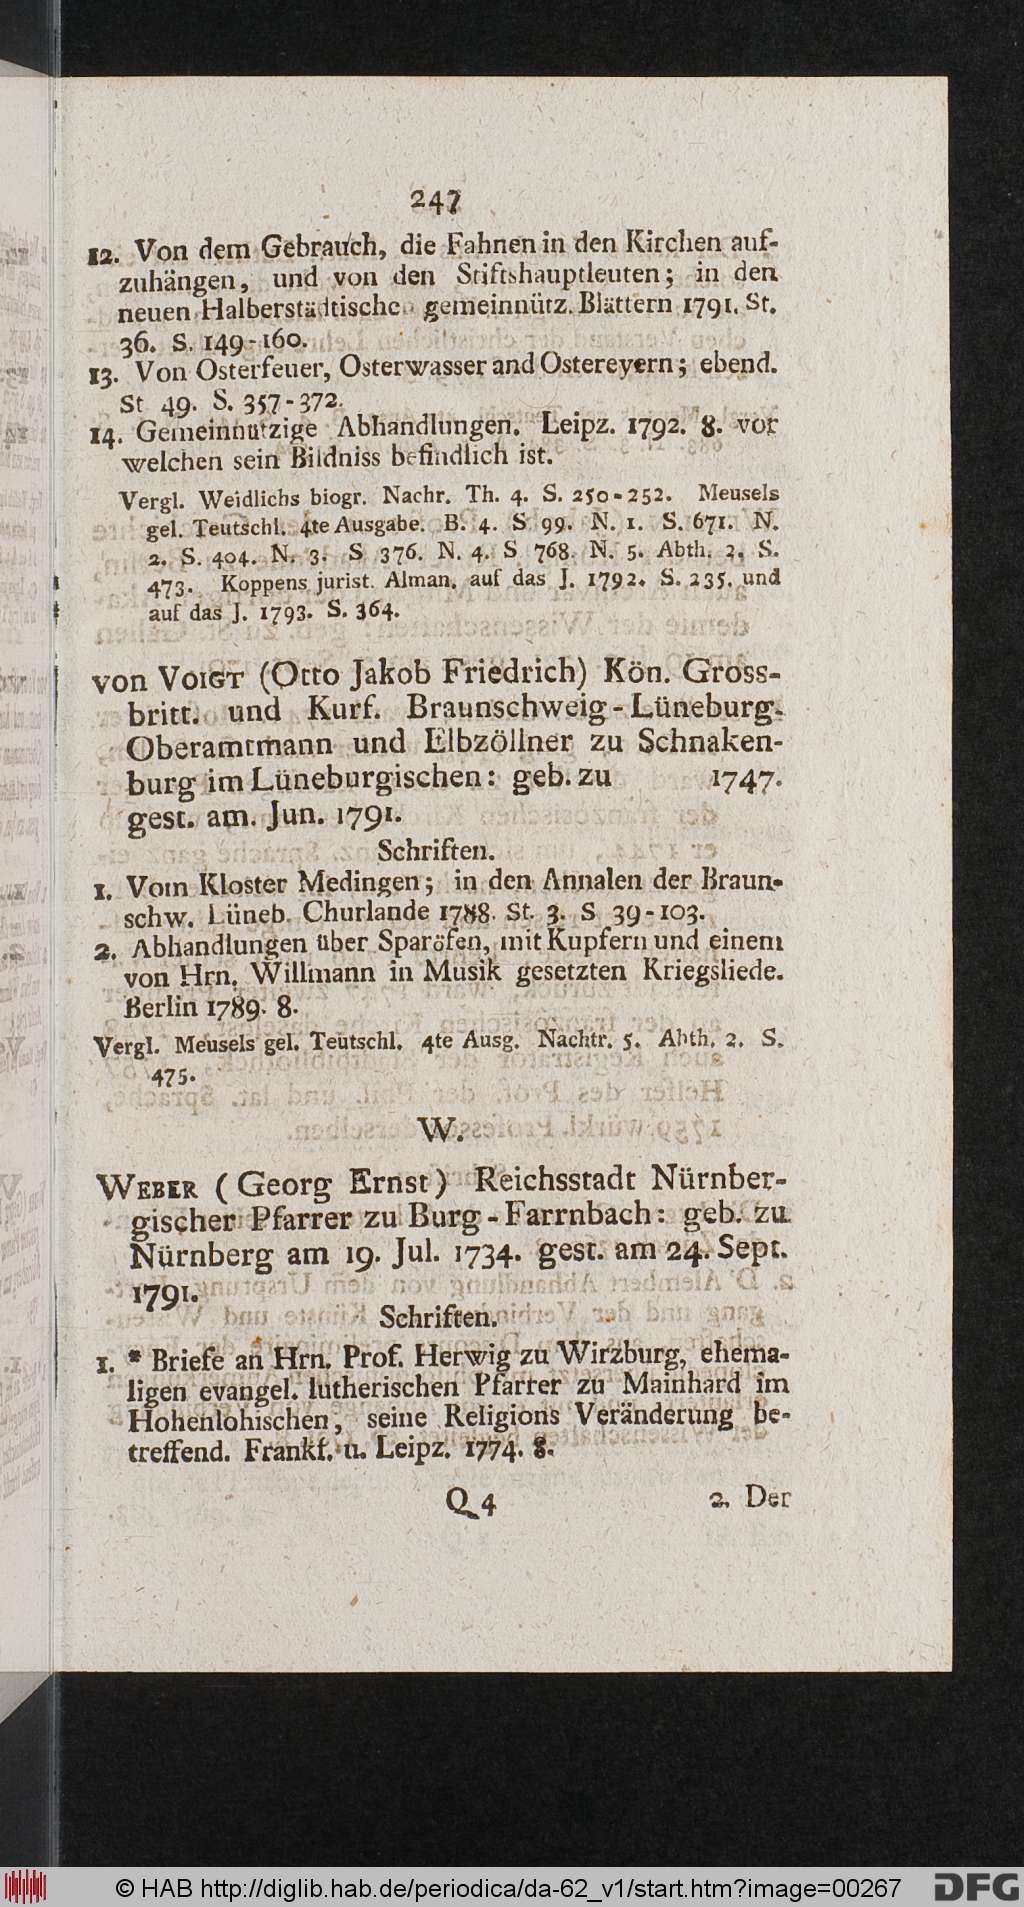 247
12. Von dem Gebrauch, die Fahnen in den Kirchen auf-
zuhängen, und von den Stiftshauptleuten; in den
neuen Halberstädtischen gemeinnütz. Blättern 1791. St.
36. S. 149-160.
13. Von Osterfeuer, Osterwasser and Ostereyern; ebend.
St 49. S. 357-372.
14. Gemeinnutzige Abhandlungen. Leipz. 1792. 8. vor
welchen sein Bildniss befindlich ist.
Vergl. Weidlichs biogr. Nachr. Th. 4. S. 250-252. Meusels
gel. Teutschl. 4te Ausgabe. B. 4. S 99. N. 1. S. 671. N.
2. S. 404. N. 3. S 376. N. 4. S 768. N. 5. Abth. 2. S.
473. Koppens jurist. Alman. auf das J. 1792. S. 235. und
auf das J. 1793. S. 364.
von VOIGT (Otto Jakob Friedrich) Kön. Gross-
britt. und Kurf. Braunschweig-Lüneburg.
Oberamtmann und Elbzöllner zu Schnaken-
burg im Lüneburgischen: geb. zu 1747.
gest. am. Jun. 1791.
Schriften.
1. Vom Kloster Medingen; in den Annalen der Braun-
schw. Lüneb. Churlande 1788. St. 3. S 39-103.
2. Abhandlungen über Sparöfen, mit Kupfern und einem
von Hrn. Willmann in Musik gesetzten Kriegsliede.
Berlin 1789. 8.
Vergl. Meusels gel. Teutschl. 4te Ausg. Nachtr. 5. Abth. 2. S.
475.
W.
WEBER (Georg Ernst) Reichsstadt Nürnber-
gischer Pfarrer zu Burg-Farrnbach: geb. zu
Nürnberg am 19. Jul. 1734. gest. am 24. Sept.
1791.
Schriften.
1. * Briefe an Hrn. Prof. Herwig zu Wirzburg, ehema-
ligen evangel. lutherischen Pfarrer zu Mainhard im
Hohenlohischen, seine Religions Veränderung be-
treffend. Frankf. u. Leipz. 1774. 8.
Q 4 2. Der
© HAB http://diglib.hab.de/periodica/da-62_v1/start.htm?image=00267 DFG